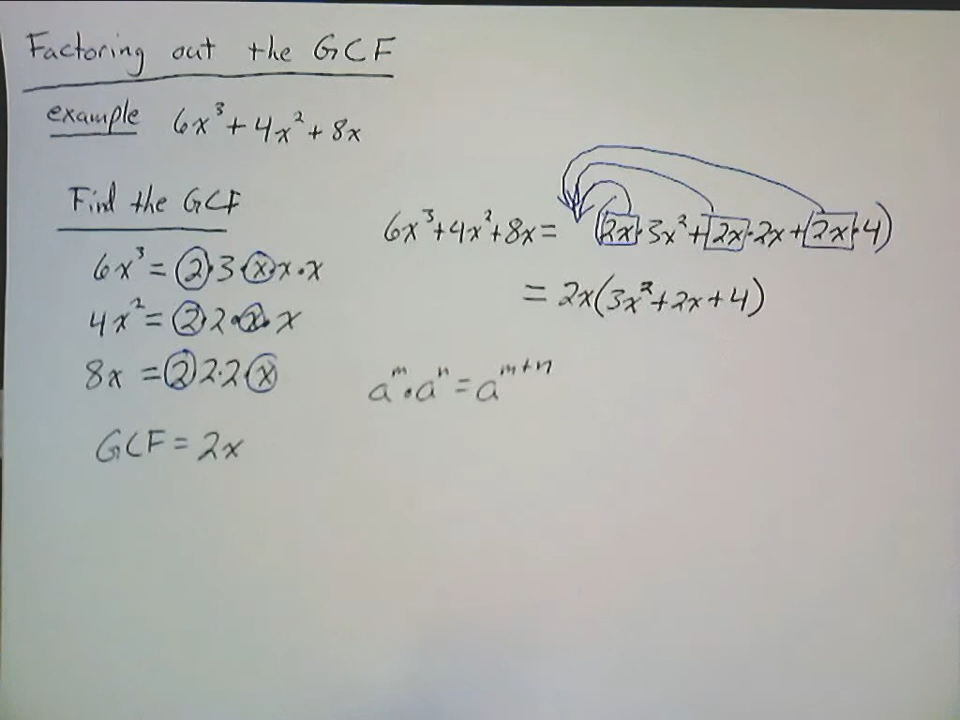 Factoring out the GCF
example 6x³ + 4x² + 8x
Find the GCF
6x³ = 2·3·x·x·x
4x² = 2·2·x·x
8x = 2·2·2·x
GCF = 2x
6x³+4x²+8x = (2x·3x²+2x·2x+2x·4)
= 2x(3x²+2x+4)
aᵐ·aⁿ = aᵐ⁺ⁿ